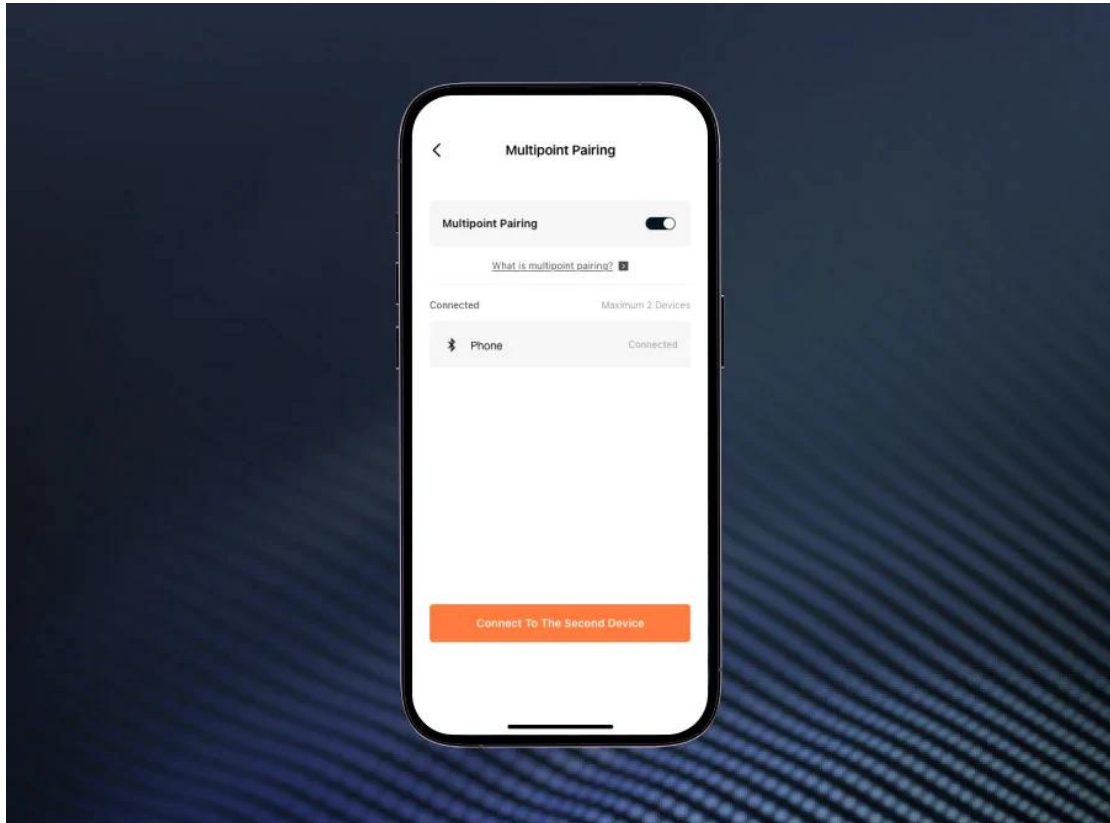 Multipoint Pairing
Multipoint Pairing
What is multipoint pairing?
Connected Maximum 2 Devices
Phone Connected
Connect To The Second Device